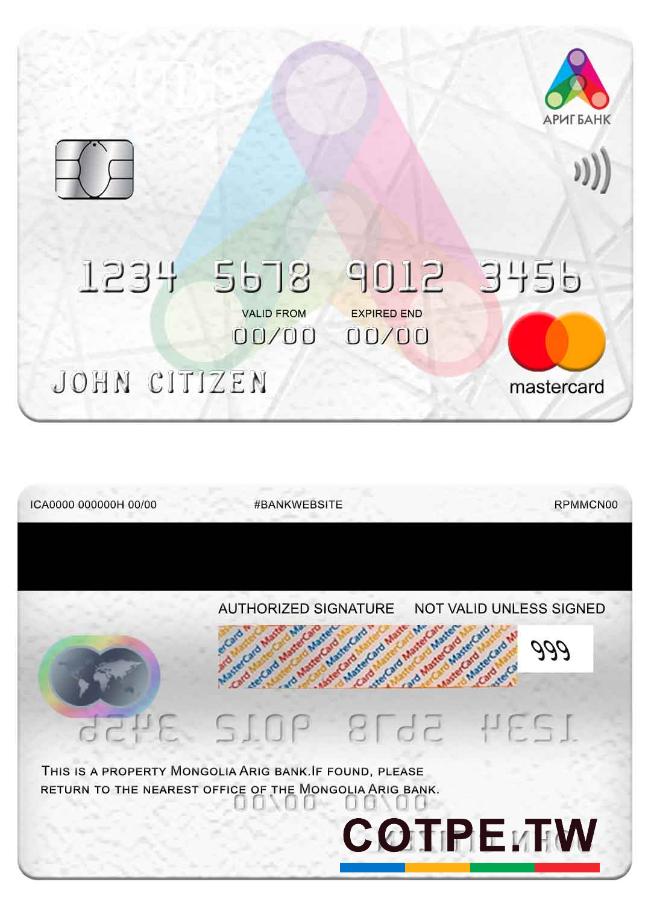 АРИГ БАНК
1234 5678 9012 3456
VALID FROM EXPIRED END
00/00 00/00
JOHN CITIZEN
mastercard
ICA0000 000000H 00/00 #BANKWEBSITE RPMMCN00
AUTHORIZED SIGNATURE NOT VALID UNLESS SIGNED
MasterCard MasterCard MasterCard
999
THIS IS A PROPERTY MONGOLIA ARIG BANK.IF FOUND, PLEASE
RETURN TO THE NEAREST OFFICE OF THE MONGOLIA ARIG BANK.
COTPE.TW